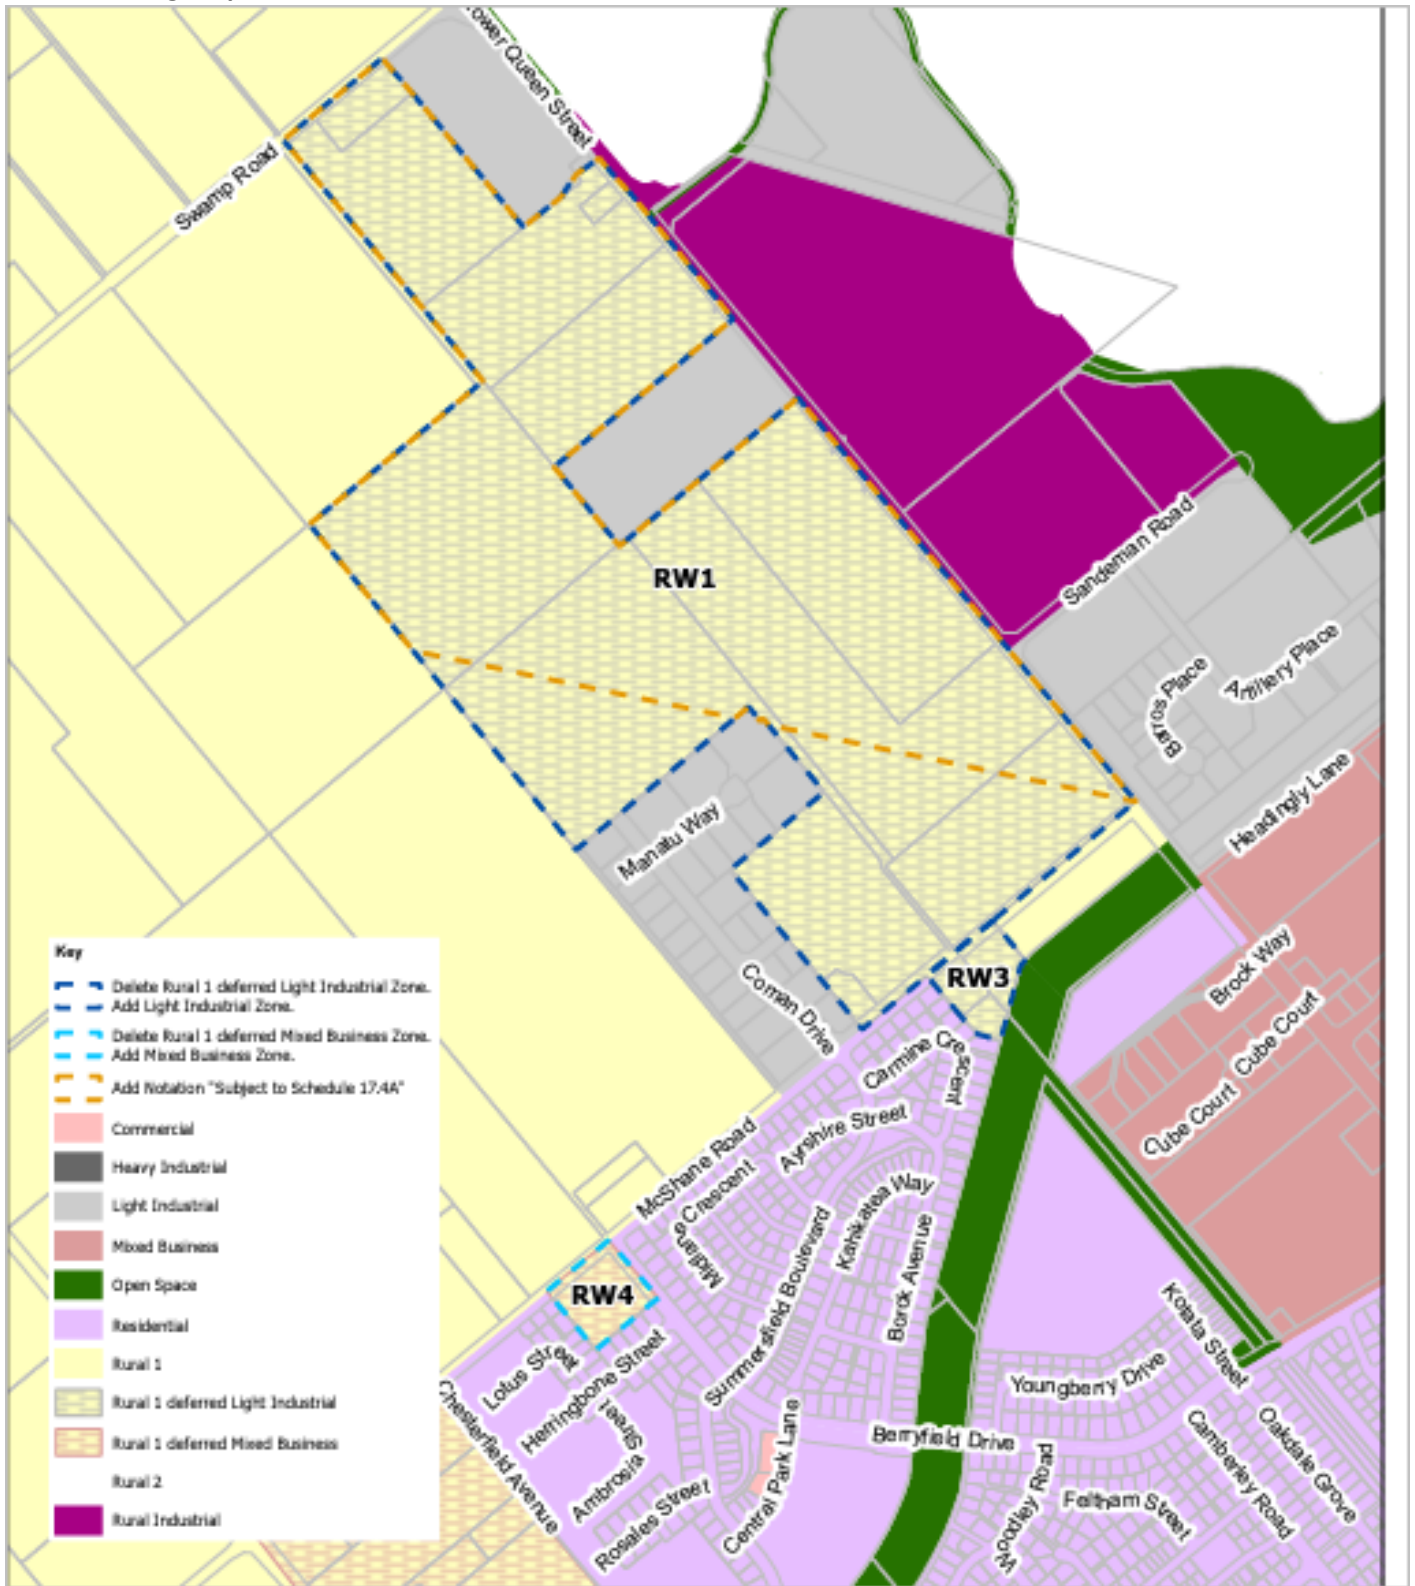 Lower Queen Street
Swamp Road
RW1
Sandeman Road
Artillery Place
Barros Place
Headingly Lane
Manatu Way
Brook Way
RW3
Coman Drive
Cube Court
Cube Court
Carmine Crescent
Ayrshire Street
McShane Road
Midlane Crescent
Kahikatea Way
Summersfield Boulevard
Borck Avenue
RW4
Kotata Street
Lotus Street
Herringbone Street
Youngberry Drive
Chesterfield Avenue
Ambrosia Street
Central Park Lane
Berryfield Drive
Camberley Road
Oakdale Grove
Rosales Street
Woodley Road
Feltham Street
Key
Delete Rural 1 deferred Light Industrial Zone.
Add Light Industrial Zone.
Delete Rural 1 deferred Mixed Business Zone.
Add Mixed Business Zone.
Add Notation "Subject to Schedule 17.4A"
Commercial
Heavy Industrial
Light Industrial
Mixed Business
Open Space
Residential
Rural 1
Rural 1 deferred Light Industrial
Rural 1 deferred Mixed Business
Rural 2
Rural Industrial